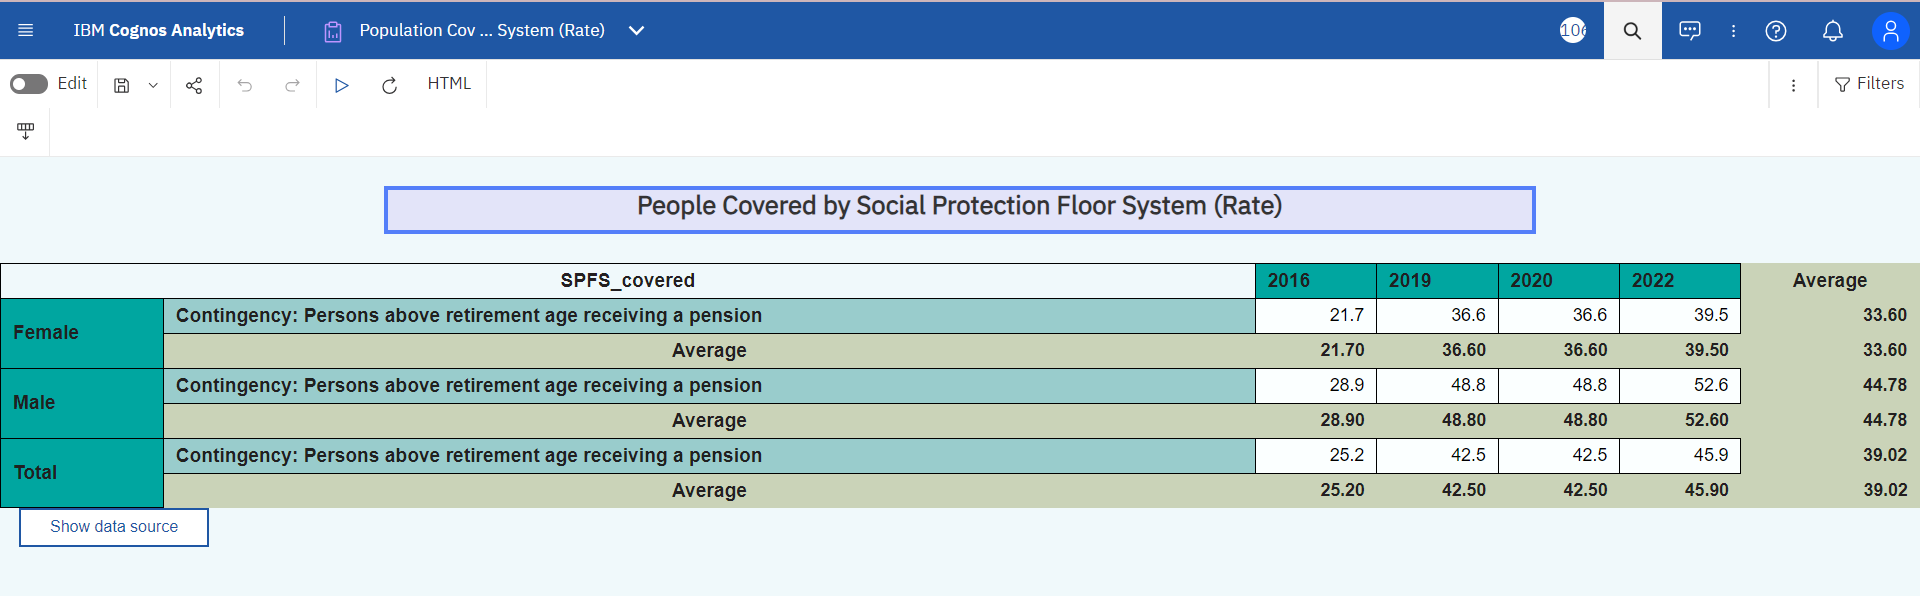 IBM Cognos Analytics Population Cov ... System (Rate)
Edit HTML Filters
People Covered by Social Protection Floor System (Rate)
SPFS_covered 2016 2019 2020 2022 Average
Female Contingency: Persons above retirement age receiving a pension 21.7 36.6 36.6 39.5 33.60
Average 21.70 36.60 36.60 39.50 33.60
Male Contingency: Persons above retirement age receiving a pension 28.9 48.8 48.8 52.6 44.78
Average 28.90 48.80 48.80 52.60 44.78
Total Contingency: Persons above retirement age receiving a pension 25.2 42.5 42.5 45.9 39.02
Average 25.20 42.50 42.50 45.90 39.02
Show data source